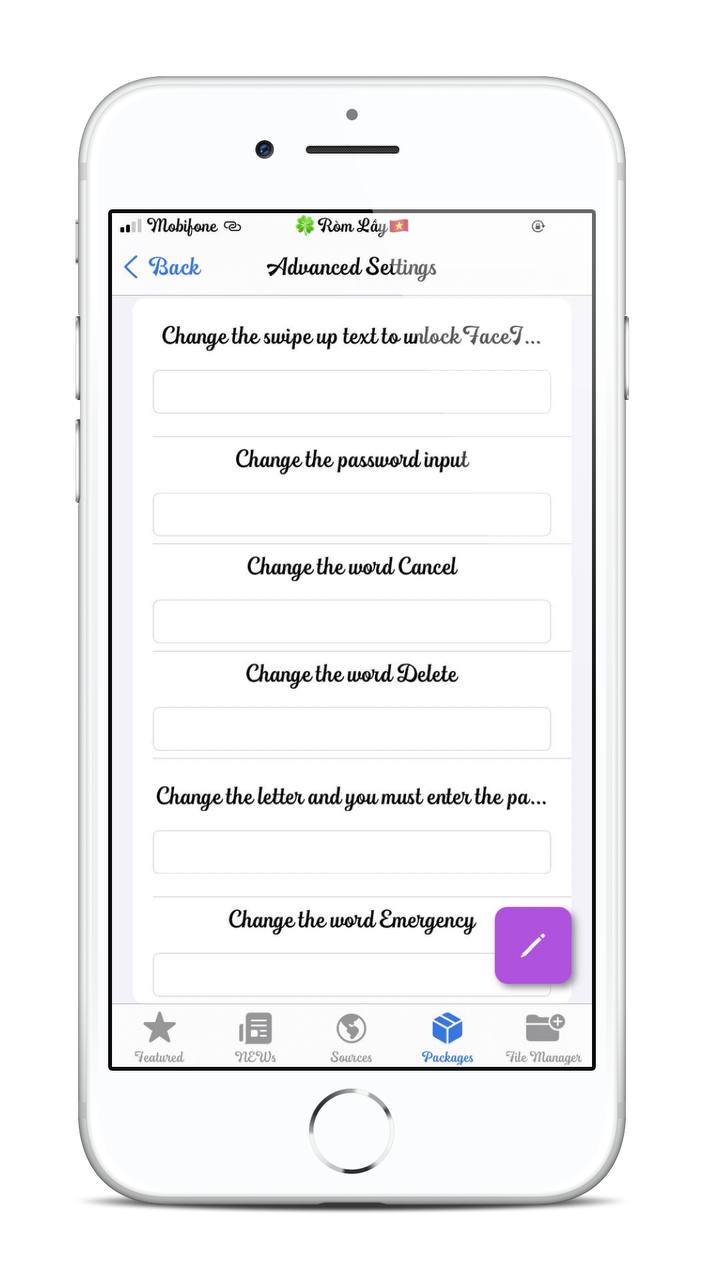 Mobifone
🍀Ròm Lây🇻🇳
Back
Advanced Settings
Change the swipe up text to unlock FaceI...
Change the password input
Change the word Cancel
Change the word Delete
Change the letter and you must enter the pa...
Change the word Emergency
Featured
NEWs
Sources
Packages
File Manager